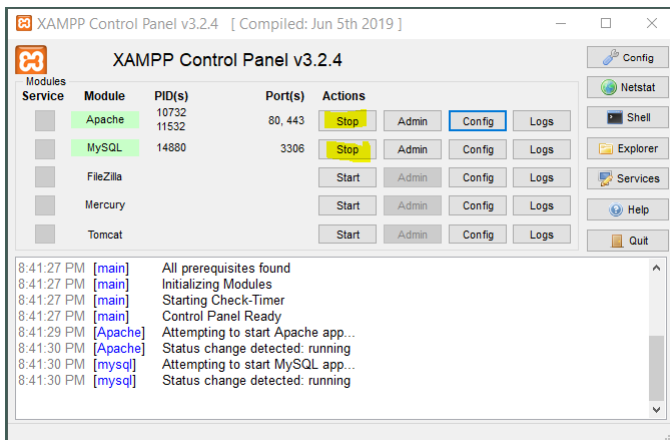 XAMPP Control Panel v3.2.4 [ Compiled: Jun 5th 2019 ]
XAMPP Control Panel v3.2.4
Config
Modules
Service Module PID(s) Port(s) Actions
Netstat
Apache 10732 11532 80, 443 Stop Admin Config Logs
Shell
MySQL 14880 3306 Stop Admin Config Logs
Explorer
FileZilla Start Admin Config Logs
Services
Mercury Start Admin Config Logs
Help
Tomcat Start Admin Config Logs
Quit
8:41:27 PM [main] All prerequisites found
8:41:27 PM [main] Initializing Modules
8:41:27 PM [main] Starting Check-Timer
8:41:27 PM [main] Control Panel Ready
8:41:29 PM [Apache] Attempting to start Apache app...
8:41:30 PM [Apache] Status change detected: running
8:41:30 PM [mysql] Attempting to start MySQL app...
8:41:30 PM [mysql] Status change detected: running